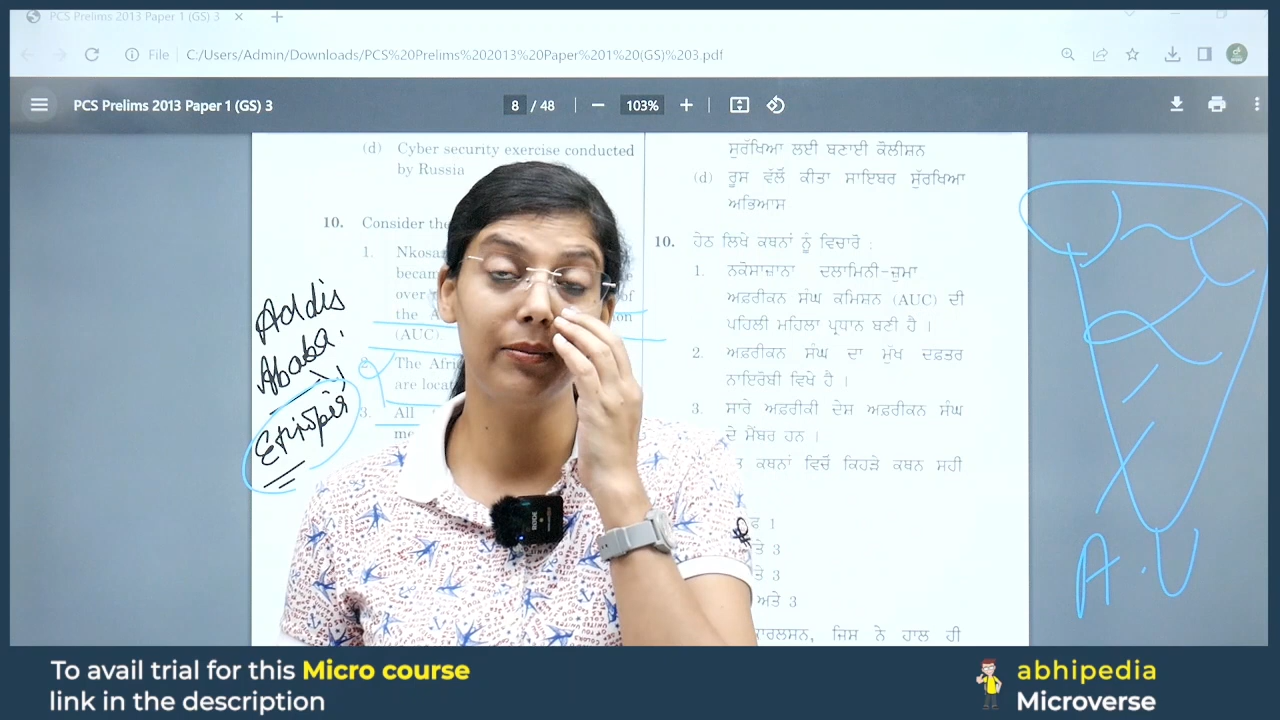 PCS Prelims 2013 Paper 1 (GS) 3
File
C:/Users/Admin/Downloads/PCS%20Prelims%202013%20Paper%201%20(GS)%203.pdf
PCS Prelims 2013 Paper 1 (GS) 3
8 / 48
103%
(d) Cyber security exercise conducted
by Russia
10. Consider the
1.
becam
over
of
the
(AUC).
The
are
3. All
Addis
Ababa.
ਸੁਰੱਖਿਆ ਲਈ ਬਣਾਈ ਕੋਲੀਸ਼ਨ
(d) ਰੂਸ ਵੱਲੋਂ ਕੀਤਾ ਸਾਇਬਰ ਸੁੱਰਖਿਆ
ਅਭਿਆਸ
10. ਹੇਠ ਲਿਖੇ ਕਥਨਾਂ ਨੂੰ ਵਿਚਾਰੋ :
1. ਨਕੋਸਾਜ਼ਾਨਾ ਦਲਾਮਿਨੀ-ਜ਼ੁਮਾ
ਅਫ਼ਰੀਕਨ ਸੰਘ ਕਮਿਸ਼ਨ (AUC) ਦੀ
ਪਹਿਲੀ ਮਹਿਲਾ ਪ੍ਰਧਾਨ ਬਣੀ ਹੈ ।
2. ਅਫ਼ਰੀਕਨ ਸੰਘ ਦਾ ਮੁੱਖ ਦਫ਼ਤਰ
ਨਾਇਰੋਬੀ ਵਿਖੇ ਹੈ ।
3. ਸਾਰੇ ਅਫ਼ਰੀਕੀ ਦੇਸ ਅਫ਼ਰੀਕਨ ਸੰਘ
ਦੇ ਮੈਂਬਰ ਹਨ ।
ਕਥਨਾਂ ਵਿਚੋਂ ਕਿਹੜੇ ਕਥਨ ਸਹੀ
1
3
3
ਅਤੇ 3
ਜਿਸ ਨੇ ਹਾਲ ਹੀ
A.U
RODE
To avail trial for this Micro course
link in the description
abhipedia
Microverse